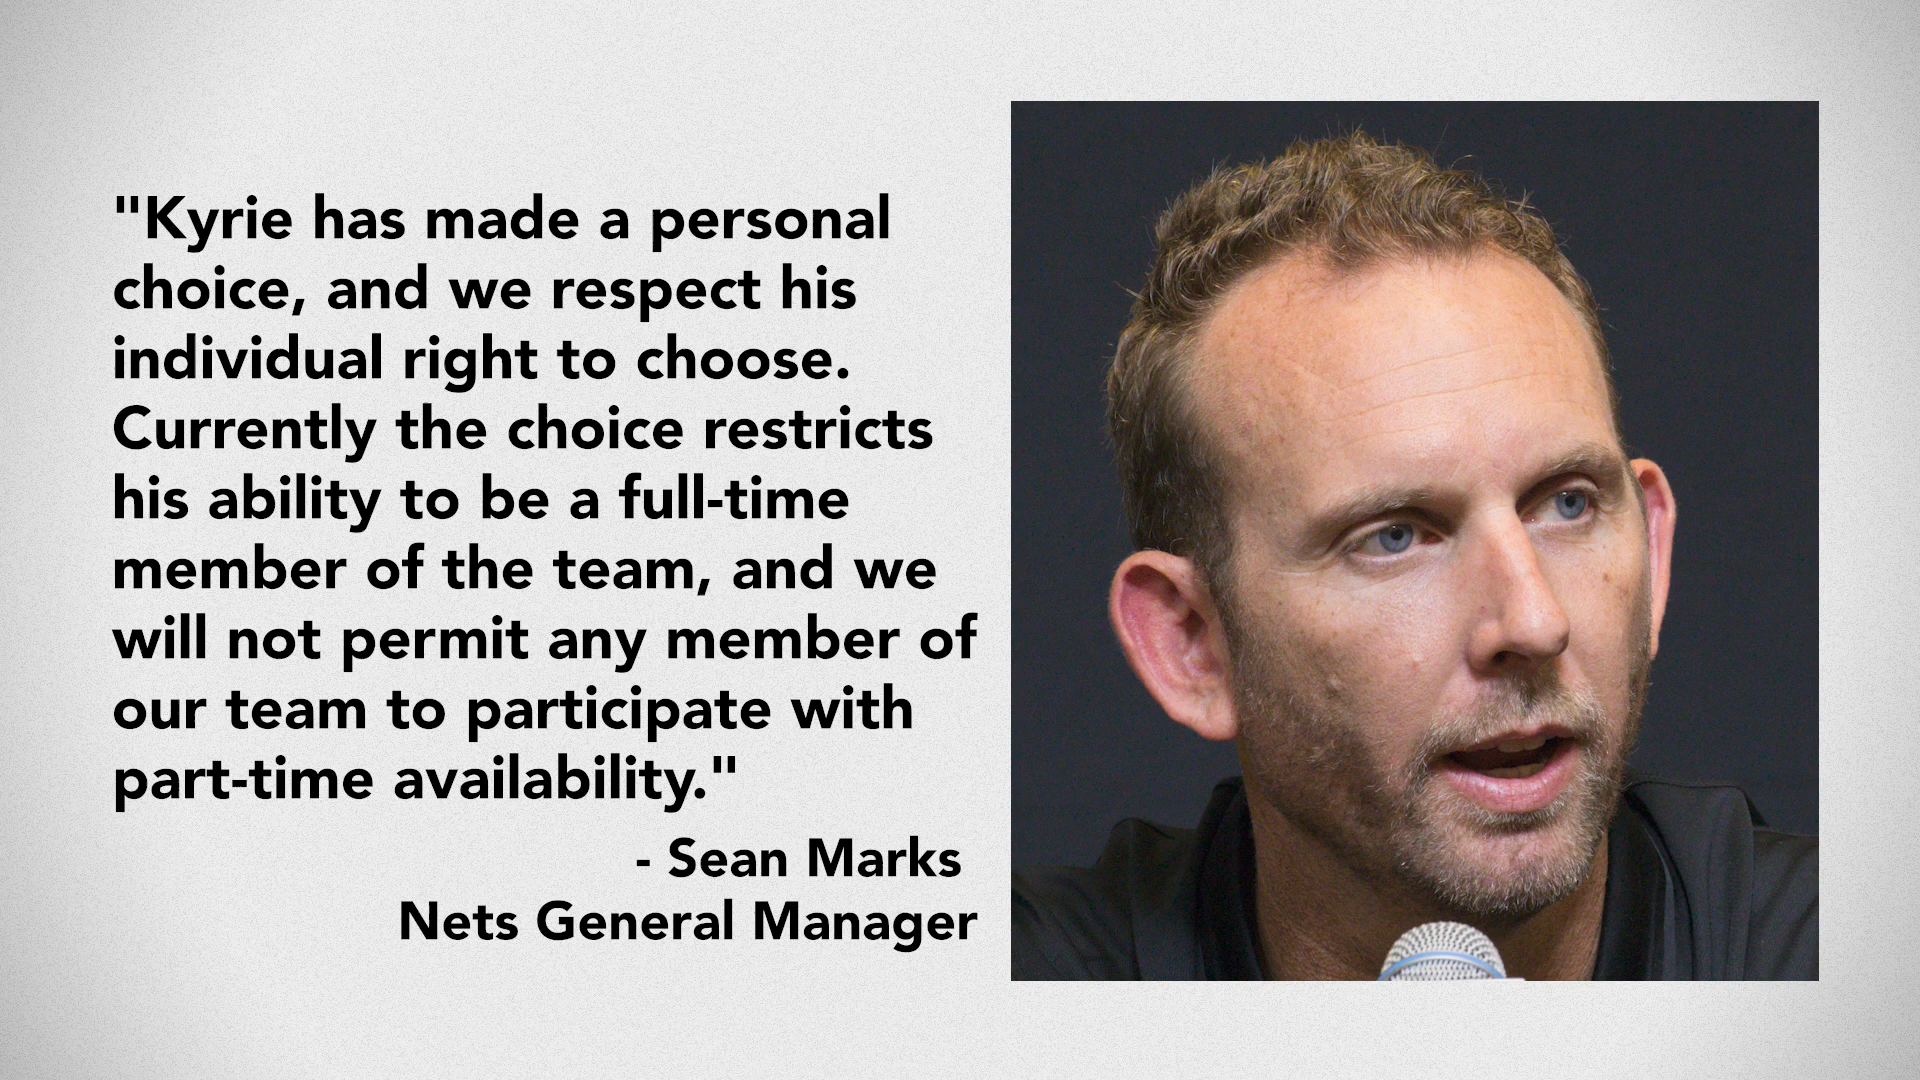 "Kyrie has made a personal
choice, and we respect his
individual right to choose.
Currently the choice restricts
his ability to be a full-time
member of the team, and we
will not permit any member of
our team to participate with
part-time availability."
- Sean Marks
Nets General Manager